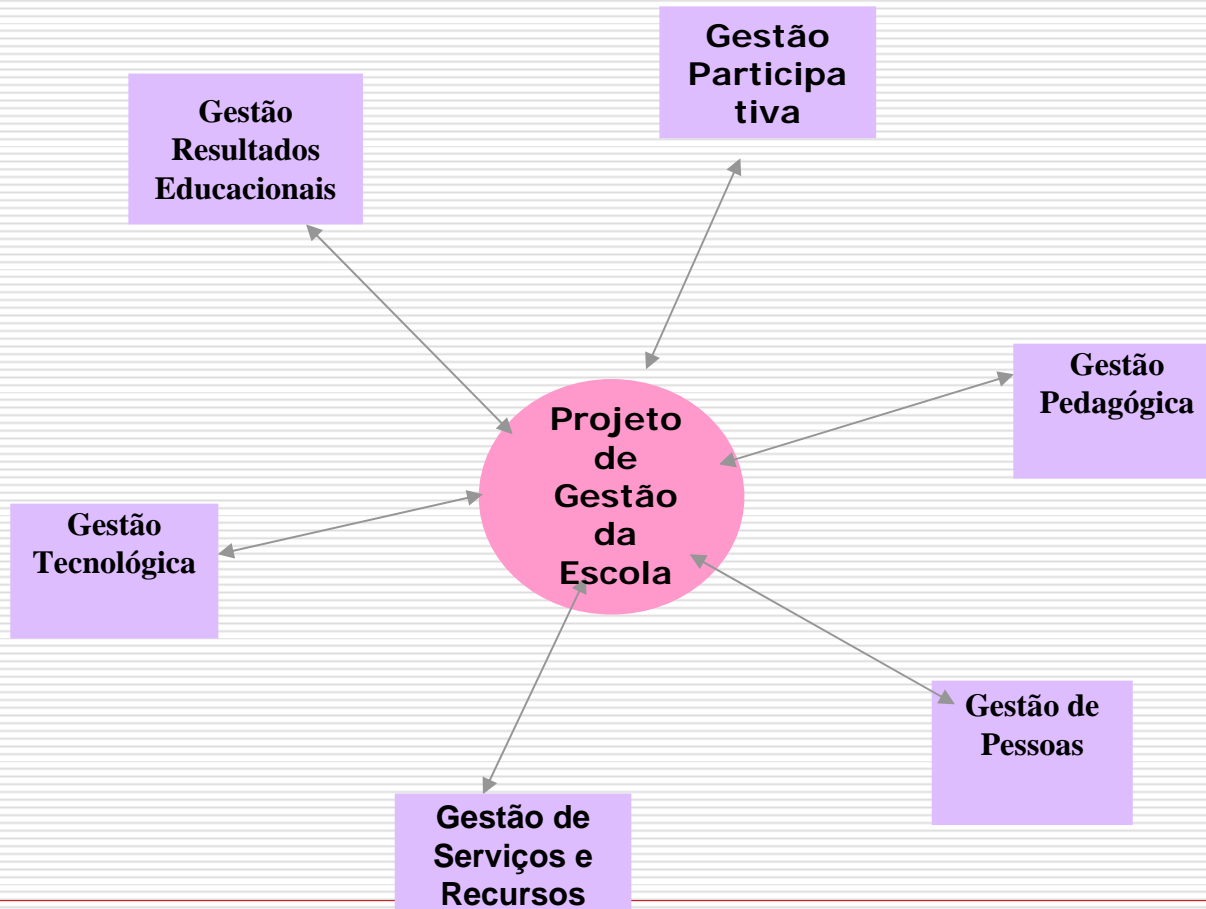 Gestão
Participa
tiva
Gestão
Resultados
Educacionais
Gestão
Pedagógica
Projeto
de
Gestão
da
Escola
Gestão
Tecnológica
Gestão de
Pessoas
Gestão de
Serviços e
Recursos